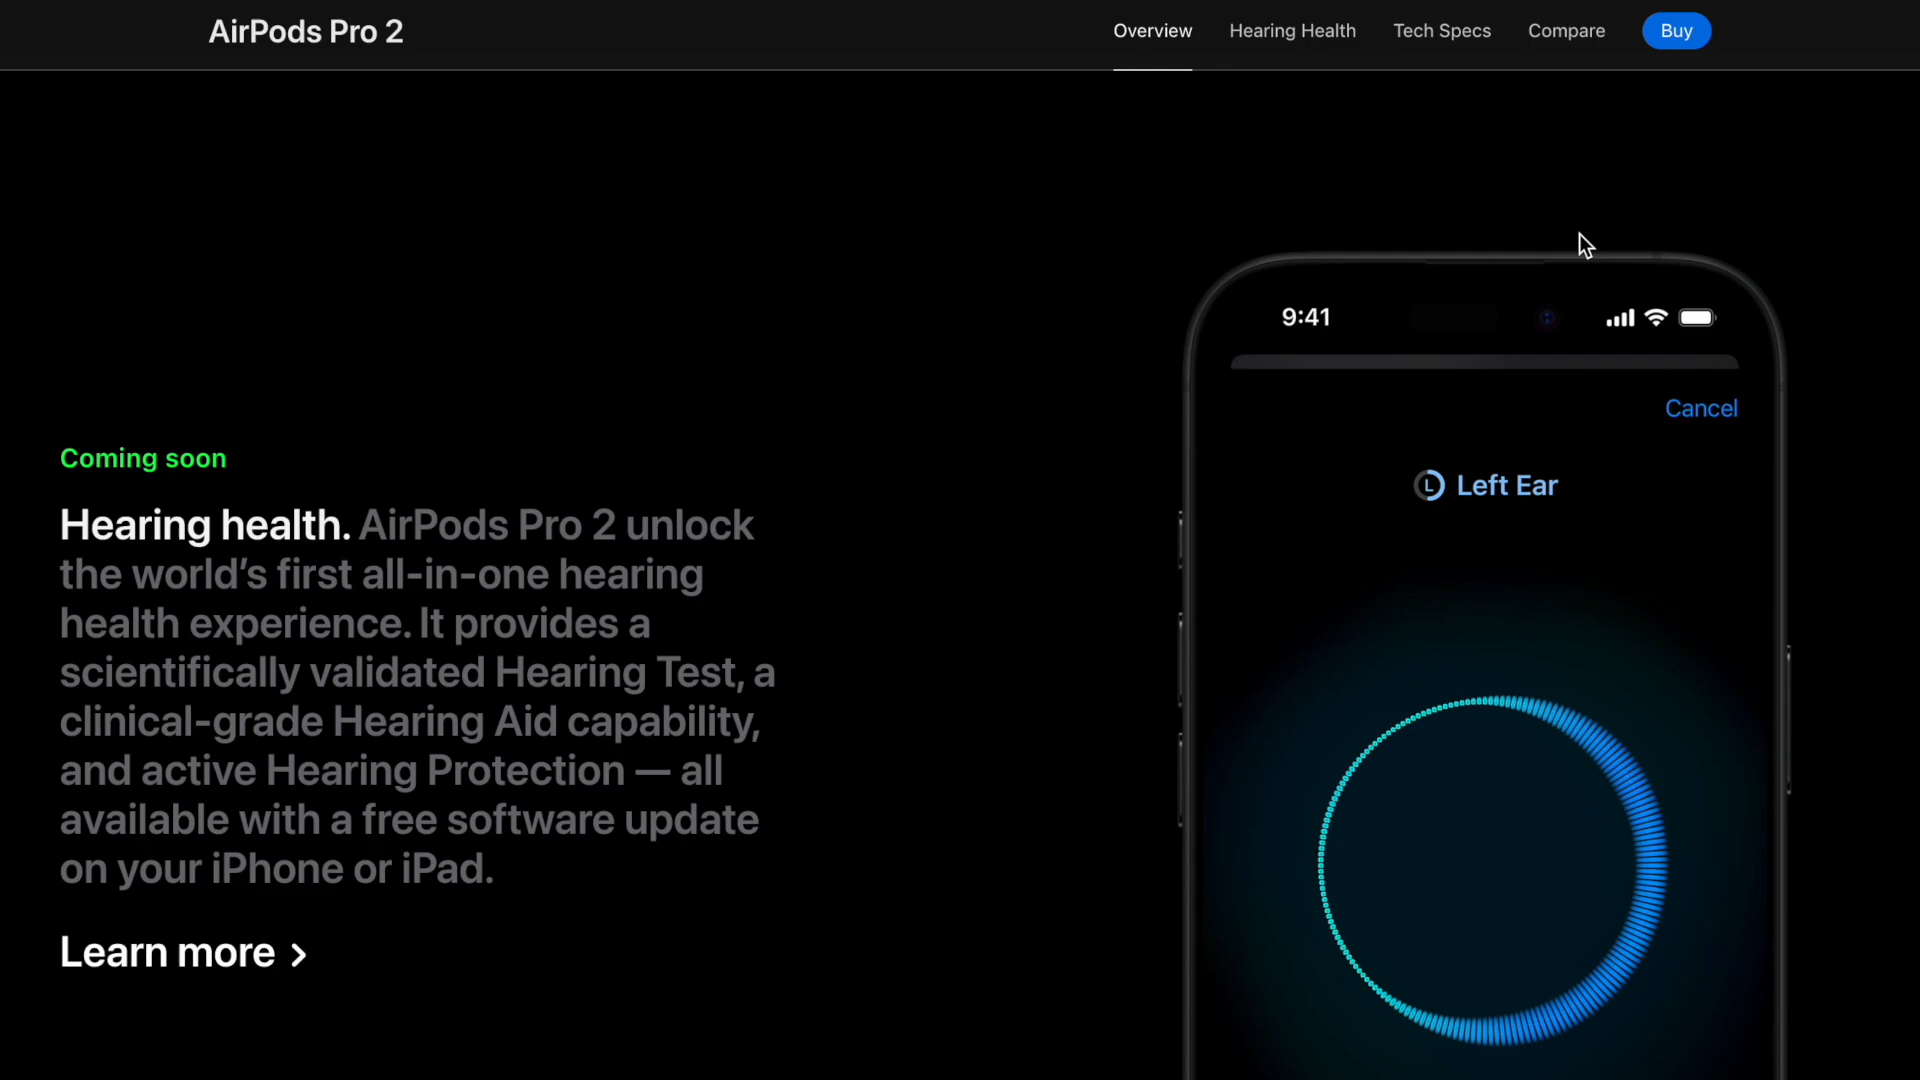 AirPods Pro 2
Overview
Hearing Health
Tech Specs
Compare
Buy
9:41
Cancel
L Left Ear
Coming soon
Hearing health. AirPods Pro 2 unlock
the world’s first all-in-one hearing
health experience. It provides a
scientifically validated Hearing Test, a
clinical-grade Hearing Aid capability,
and active Hearing Protection — all
available with a free software update
on your iPhone or iPad.
Learn more >